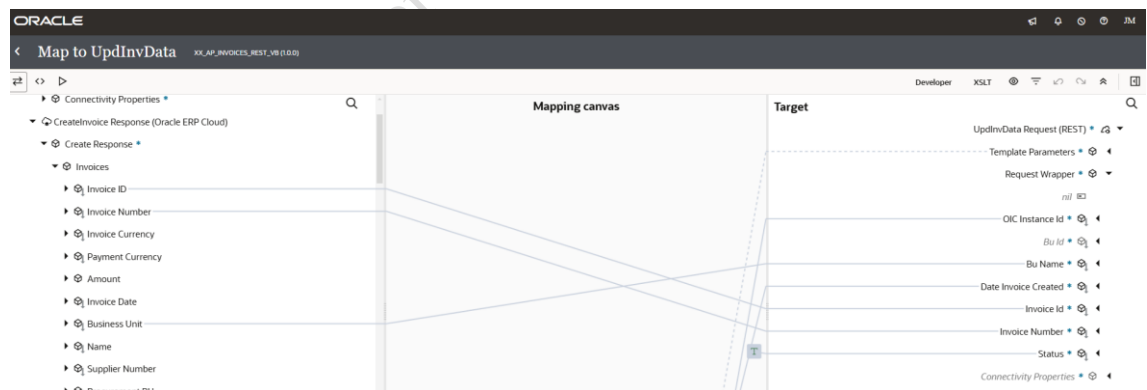 ORACLE
JM
Map to UpdInvData XX_AP_INVOICES_REST_VB (1.0.0)
Developer XSLT
Connectivity Properties
CreateInvoice Response (Oracle ERP Cloud)
Create Response
Invoices
Invoice ID
Invoice Number
Invoice Currency
Payment Currency
Amount
Invoice Date
Business Unit
Name
Supplier Number
Mapping canvas
T
Target
UpdInvData Request (REST)
Template Parameters
Request Wrapper
nil
OIC Instance Id
Bu Id
Bu Name
Date Invoice Created
Invoice Id
Invoice Number
Status
Connectivity Properties